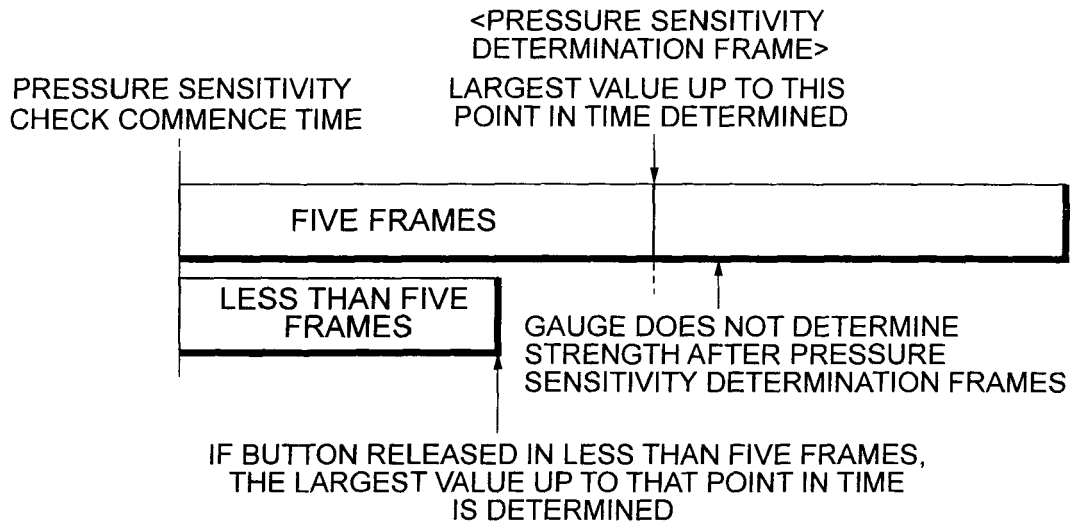 <PRESSURE SENSITIVITY
DETERMINATION FRAME>
PRESSURE SENSITIVITY
CHECK COMMENCE TIME
LARGEST VALUE UP TO THIS
POINT IN TIME DETERMINED
FIVE FRAMES
LESS THAN FIVE
FRAMES
GAUGE DOES NOT DETERMINE
STRENGTH AFTER PRESSURE
SENSITIVITY DETERMINATION FRAMES
IF BUTTON RELEASED IN LESS THAN FIVE FRAMES,
THE LARGEST VALUE UP TO THAT POINT IN TIME
IS DETERMINED